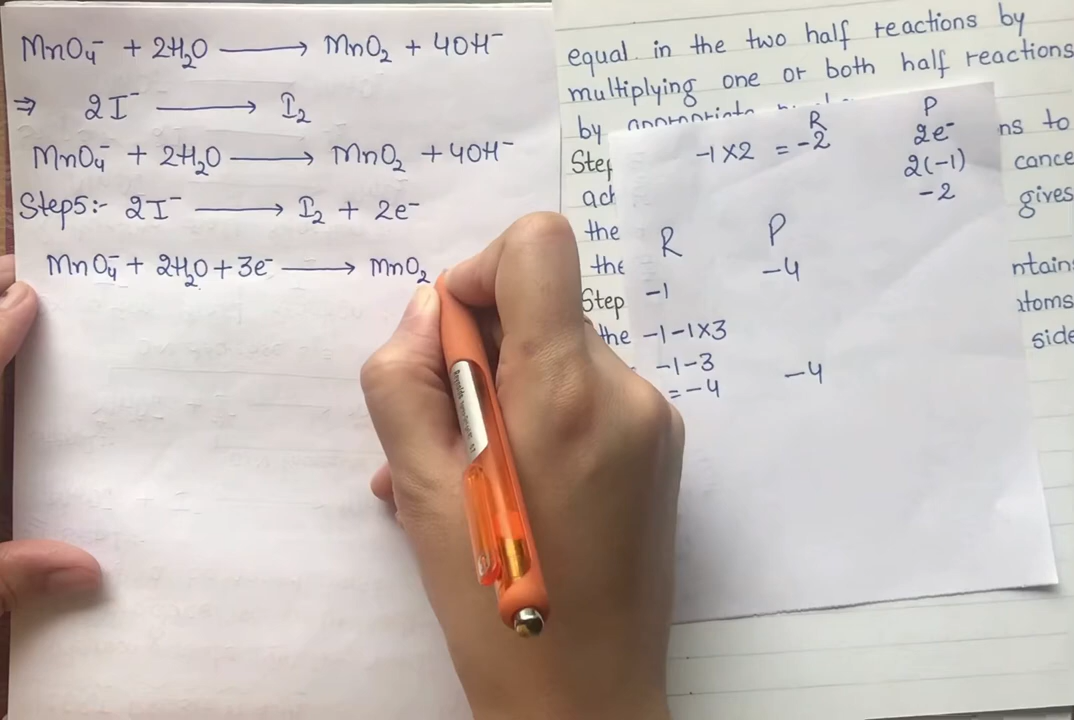 MnO₄⁻ + 2H₂O ⟶ MnO₂ + 4OH⁻
⇒ 2I⁻ ⟶ I₂
MnO₄⁻ + 2H₂O ⟶ MnO₂ + 4OH⁻
Step5:- 2I⁻ ⟶ I₂ + 2e⁻
MnO₄⁻ + 2H₂O + 3e⁻ ⟶ MnO₂
equal in the two half reactions by
multiplying one or both half reactions
by
ns to
Step
cance
act
gives
the
the
ntain
Step
atoms
the
side
R P
-1×2 = -2 2e⁻
2(-1)
-2
R P
-1 -4
-1-1×3
-1-3 -4
= -4